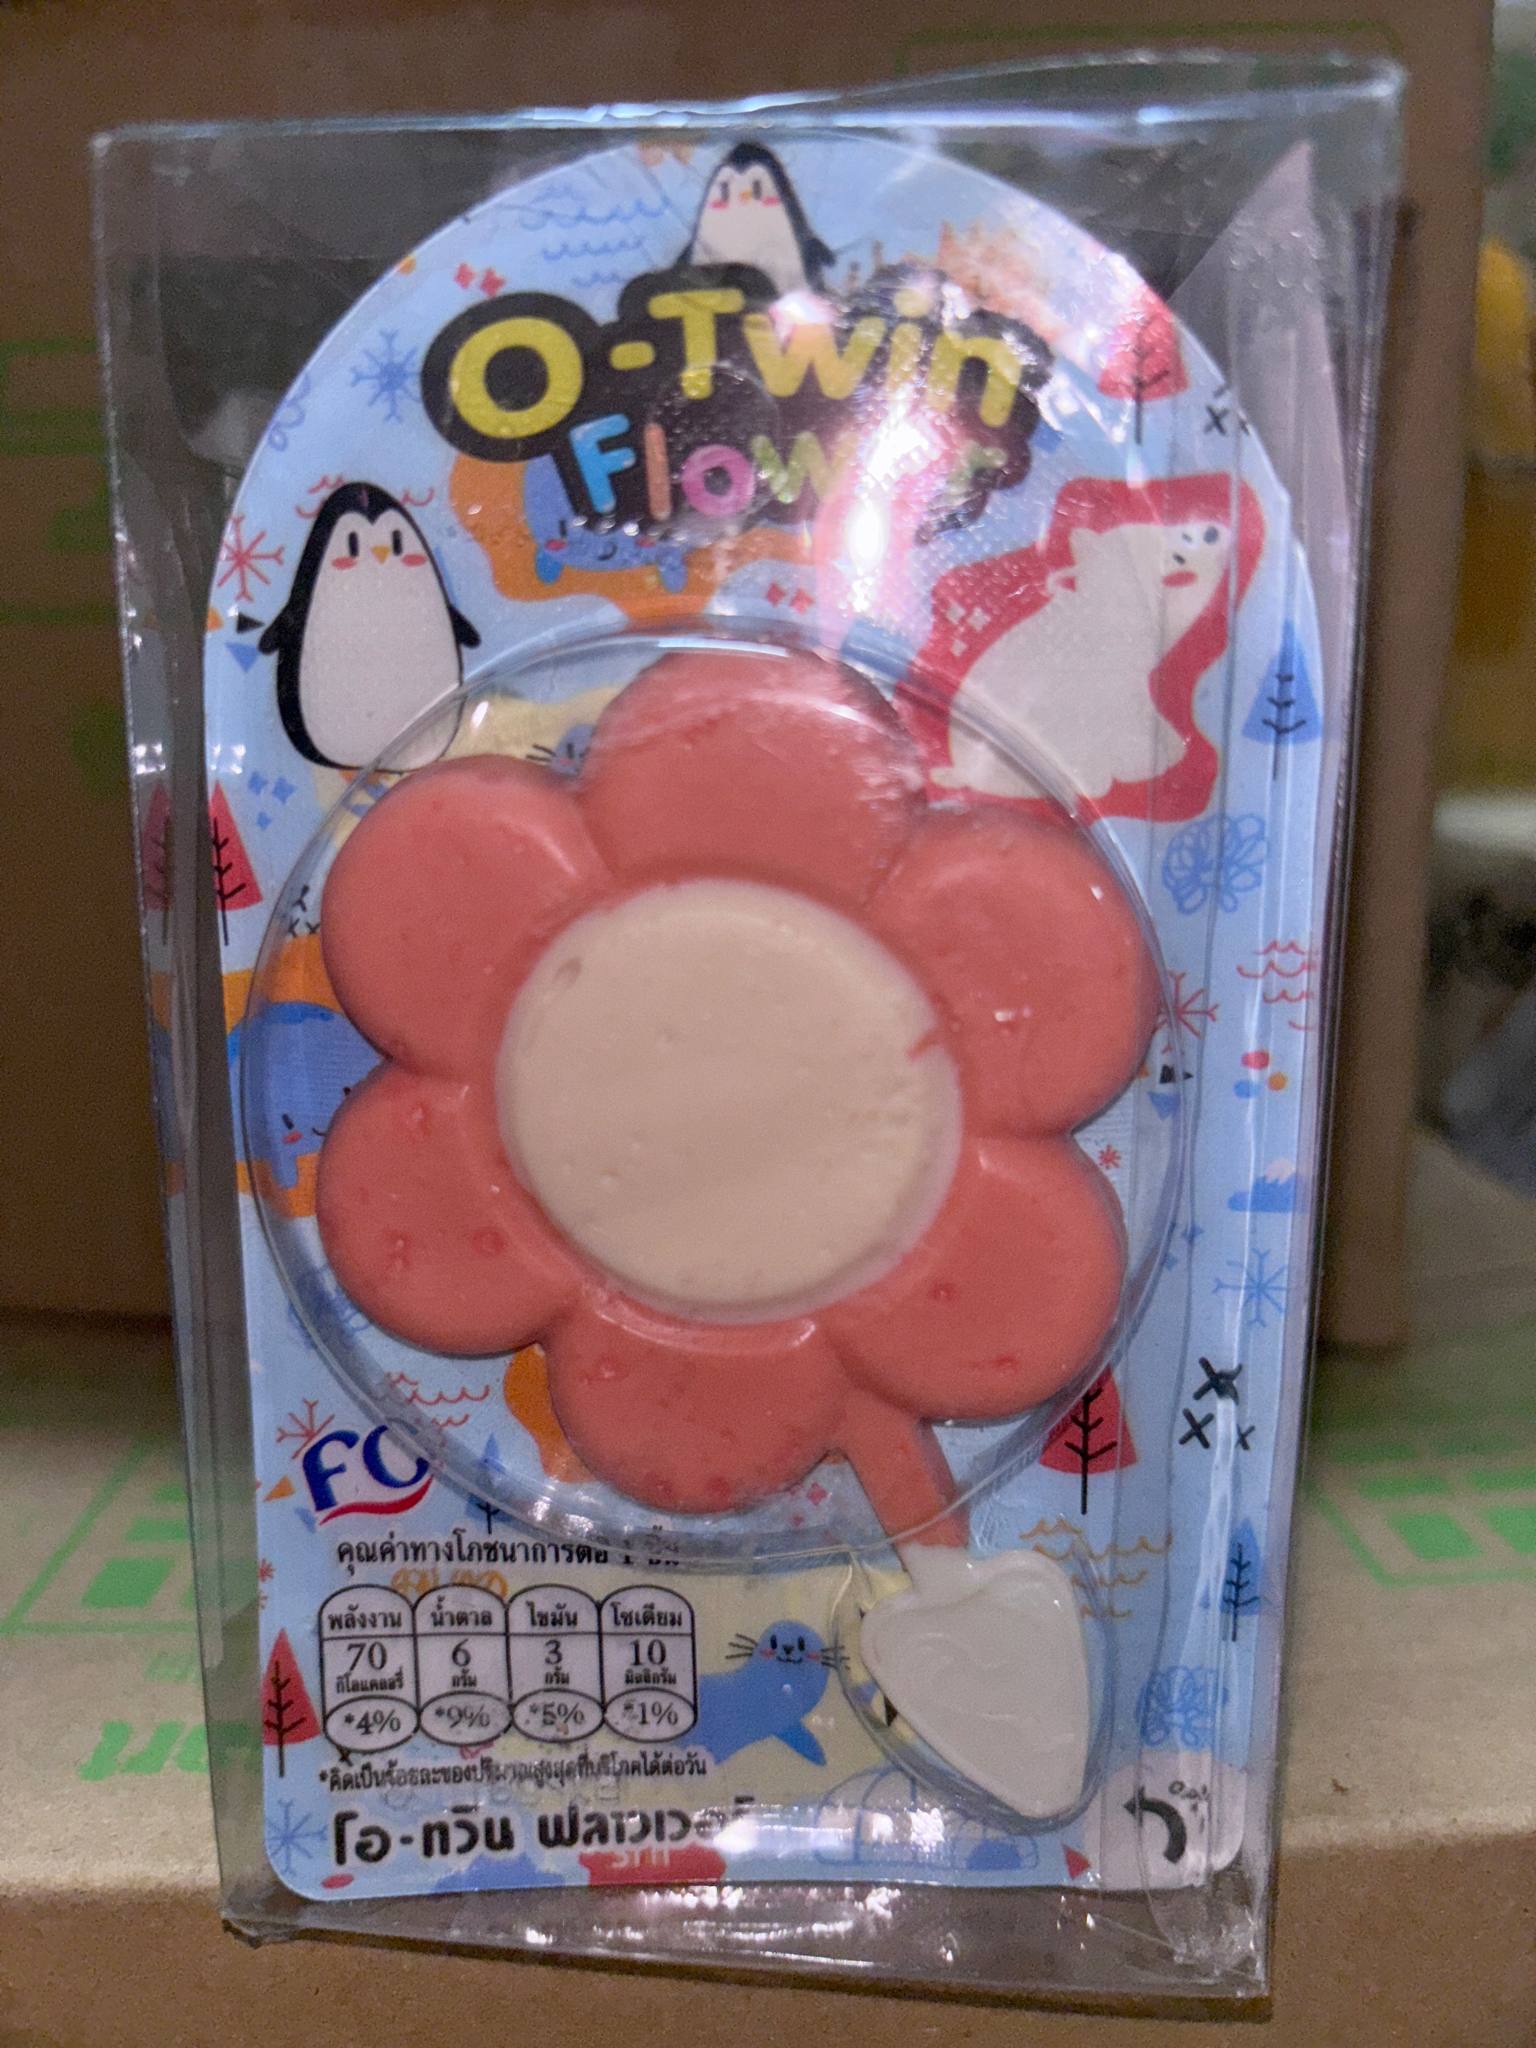 O-Twin
Flower
FC
คุณค่าทางโภชนาการต่อ 1 ชิ้น
พลังงาน น้ำตาล ไขมัน โซเดียม
70 6 3 10
กิโลแคลอรี่ กรัม กรัม มิลลิกรัม
*4% *9% *5% *1%
*คิดเป็นร้อยละของปริมาณสูงสุดที่บริโภคได้ต่อวัน
โอ-ทวิน ฟลาวเวอร์